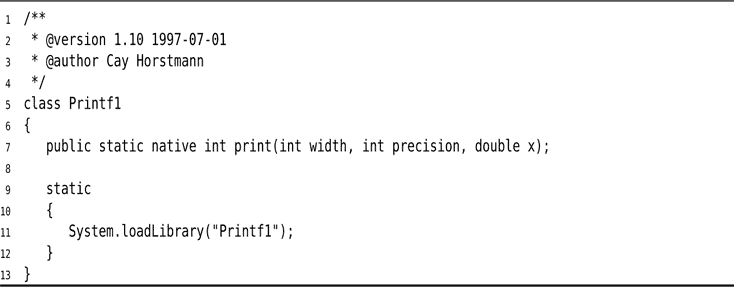 1 /**
2  * @version 1.10 1997-07-01
3  * @author Cay Horstmann
4  */
5 class Printf1
6 {
7    public static native int print(int width, int precision, double x);
8
9    static
10    {
11       System.loadLibrary("Printf1");
12    }
13 }